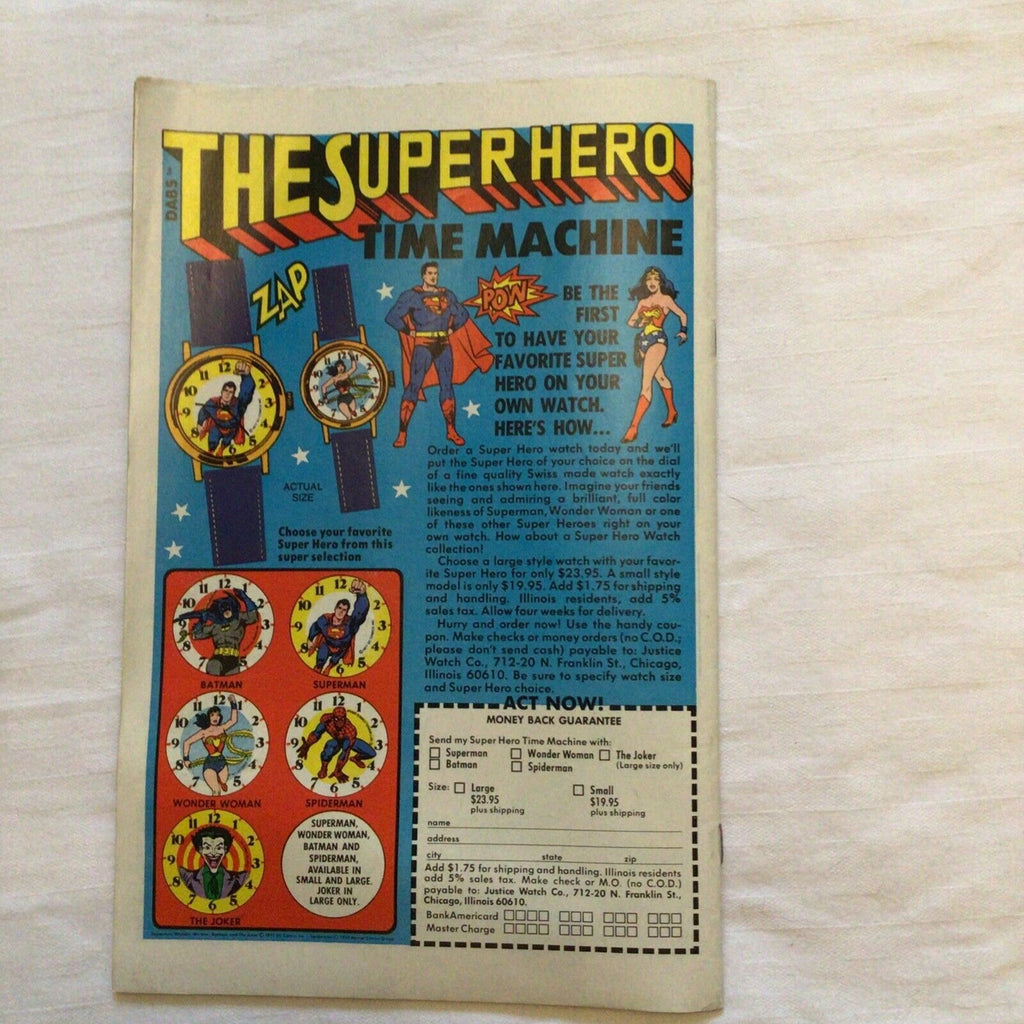 DABS™
THE SUPER HERO
TIME MACHINE
ZAP
POW
BE THE
FIRST
TO HAVE YOUR
FAVORITE SUPER
HERO ON YOUR
OWN WATCH.
HERE'S HOW...
ACTUAL
SIZE
Choose your favorite
Super Hero from this
super selection
Order a Super Hero watch today and we'll
put the Super Hero of your choice on the dial
of a fine quality Swiss made watch exactly
like the ones shown here. Imagine your friends
seeing and admiring a brilliant, full color
likeness of Superman, Wonder Woman or one
of these other Super Heroes right on your
own watch. How about a Super Hero Watch
collection!
Choose a large style watch with your favor-
ite Super Hero for only $23.95. A small style
model is only $19.95. Add $1.75 for shipping
and handling. Illinois residents, add 5%
sales tax. Allow four weeks for delivery.
Hurry and order now! Use the handy cou-
pon. Make checks or money orders (no C.O.D.;
please don't send cash) payable to: Justice
Watch Co., 712-20 N. Franklin St., Chicago,
Illinois 60610. Be sure to specify watch size
and Super Hero choice.
BATMAN
SUPERMAN
WONDER WOMAN
SPIDERMAN
THE JOKER
SUPERMAN,
WONDER WOMAN,
BATMAN AND
SPIDERMAN,
AVAILABLE IN
SMALL AND LARGE.
JOKER IN
LARGE ONLY.
ACT NOW!
MONEY BACK GUARANTEE
Send my Super Hero Time Machine with:
Superman Wonder Woman The Joker
Batman Spiderman (Large size only)
Size: Large Small
$23.95 $19.95
plus shipping plus shipping
name
address
city state zip
Add $1.75 for shipping and handling. Illinois residents
add 5% sales tax. Make check or M.O. (no C.O.D.)
payable to: Justice Watch Co., 712-20 N. Franklin St.,
Chicago, Illinois 60610.
BankAmericard
Master Charge